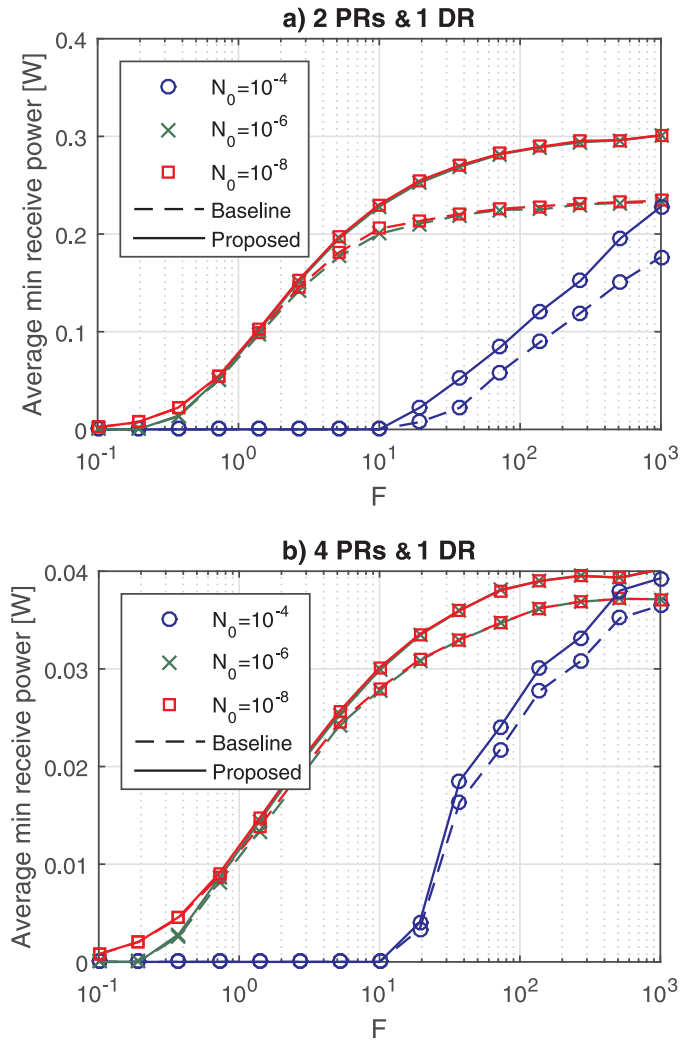 a) 2 PRs & 1 DR
Average min receive power [W]
0.4
0.3
0.2
0.1
0
N₀=10⁻⁴
N₀=10⁻⁶
N₀=10⁻⁸
Baseline
Proposed
10⁻¹ 10⁰ 10¹ 10² 10³
F
b) 4 PRs & 1 DR
Average min receive power [W]
0.04
0.03
0.02
0.01
0
N₀=10⁻⁴
N₀=10⁻⁶
N₀=10⁻⁸
Baseline
Proposed
10⁻¹ 10⁰ 10¹ 10² 10³
F